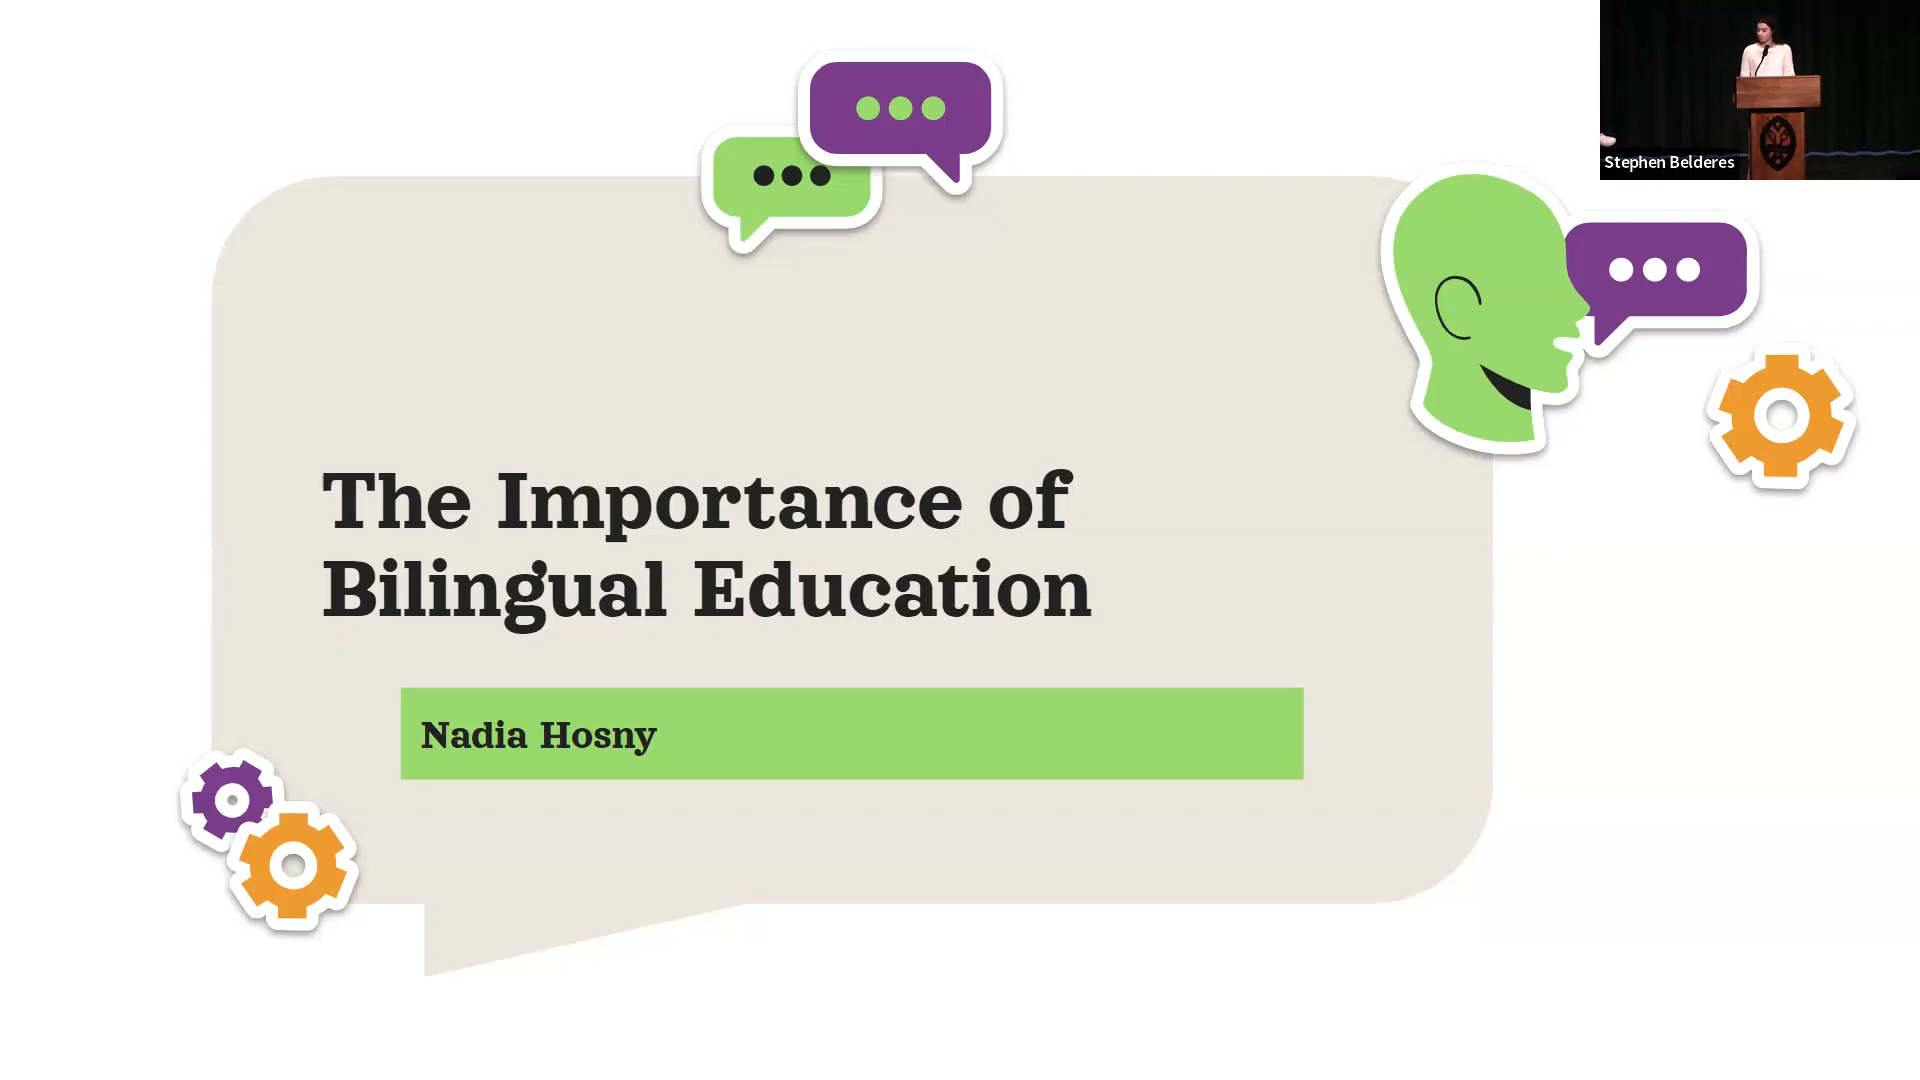 The Importance of
Bilingual Education
Nadia Hosny
Stephen Belderes